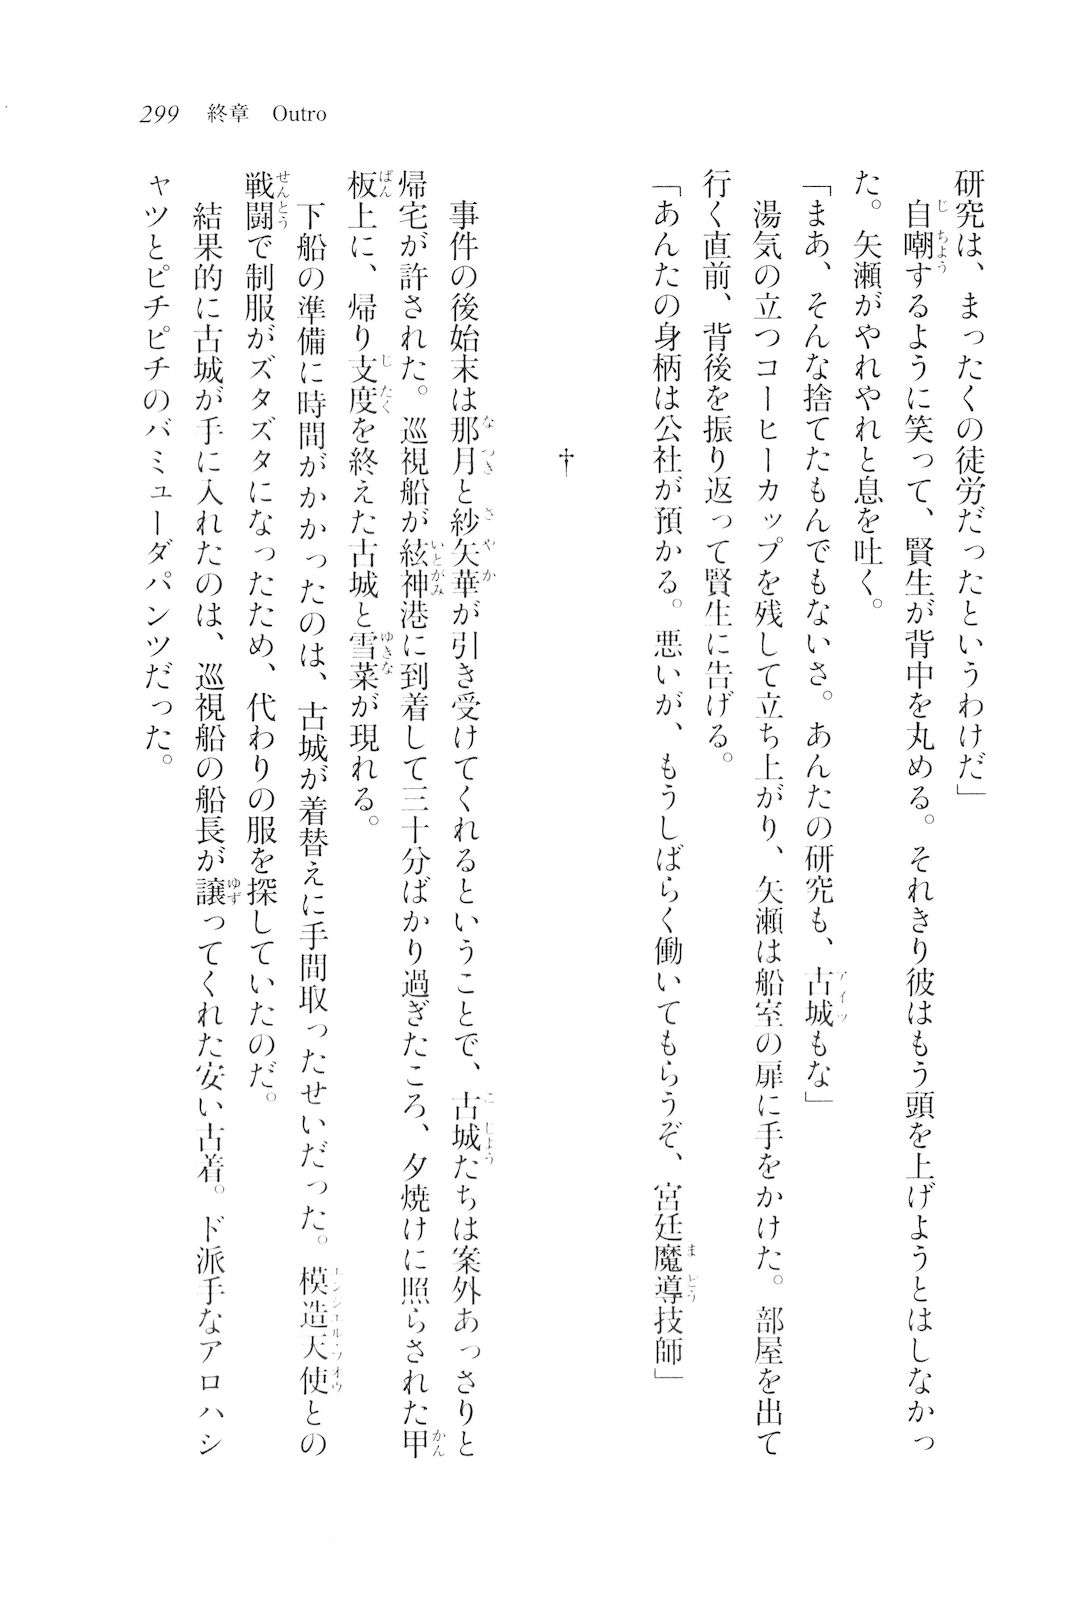 299 終章 Outro
研究は、まったくの徒労だったというわけだ」
自嘲するように笑って、賢生が背中を丸める。それきり彼はもう頭を上げようとはしなかっ
た。矢瀬がやれやれと息を吐く。
「まあ、そんな捨てたもんでもないさ。あんたの研究も、古城もな」
湯気の立つコーヒーカップを残して立ち上がり、矢瀬は船室の扉に手をかけた。部屋を出て
行く直前、背後を振り返って賢生に告げる。
「あんたの身柄は公社が預かる。悪いが、もうしばらく働いてもらうぞ、宮廷魔導技師」
†
事件の後始末は那月と紗矢華が引き受けてくれるということで、古城たちは案外あっさりと
帰宅が許された。巡視船が絃神港に到着して三十分ばかり過ぎたころ、夕焼けに照らされた甲
板上に、帰り支度を終えた古城と雪菜が現れる。
下船の準備に時間がかかったのは、古城が着替えに手間取ったせいだった。模造天使との
戦闘で制服がズタズタになったため、代わりの服を探していたのだ。
結果的に古城が手に入れたのは、巡視船の船長が譲ってくれた安い古着。ド派手なアロハシ
ャツとピチピチのバミューダパンツだった。